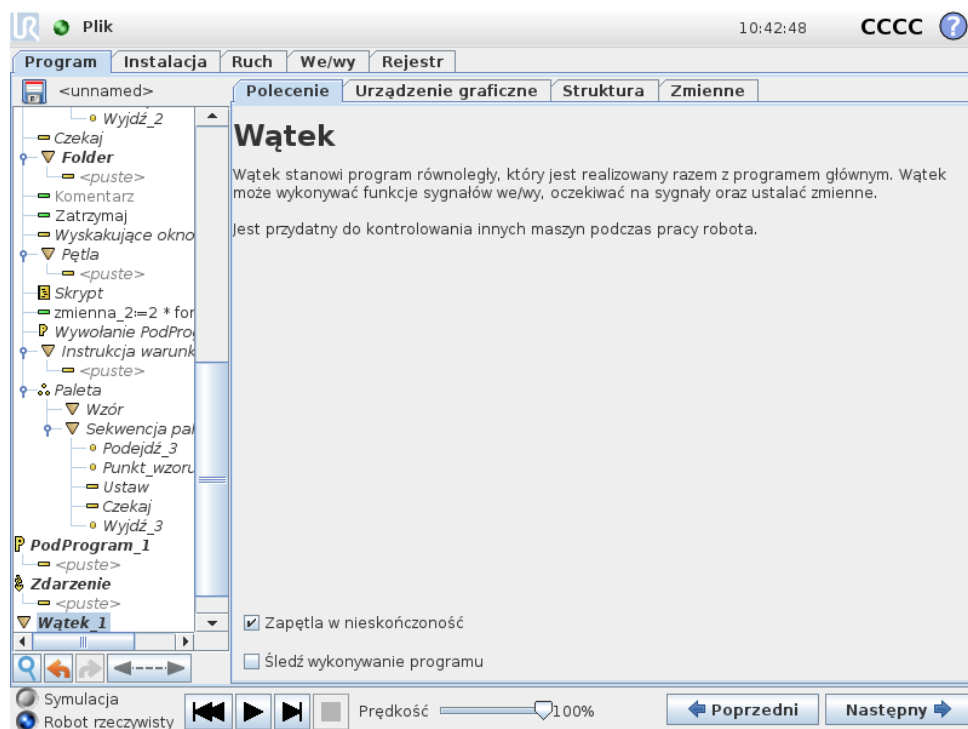 UR Plik 10:42:48 CCCC ?
Program Instalacja Ruch We/wy Rejestr
<unnamed>
Polecenie Urządzenie graficzne Struktura Zmienne
Wyjdź_2
Czekaj
Folder
<puste>
Komentarz
Zatrzymaj
Wyskakujące okno
Pętla
<puste>
Skrypt
zmienna_2≔2 * for
Wywołanie PodPro
Instrukcja warunk
<puste>
Paleta
Wzór
Sekwencja pal
Podejdź_3
Punkt_wzoru
Ustaw
Czekaj
Wyjdź_3
P PodProgram_1
<puste>
Zdarzenie
<puste>
Wątek_1
Wątek
Wątek stanowi program równoległy, który jest realizowany razem z programem głównym. Wątek
może wykonywać funkcje sygnałów we/wy, oczekiwać na sygnały oraz ustalać zmienne.
Jest przydatny do kontrolowania innych maszyn podczas pracy robota.
Zapętla w nieskończoność
Śledź wykonywanie programu
Symulacja
Robot rzeczywisty
Prędkość 100%
Poprzedni Następny